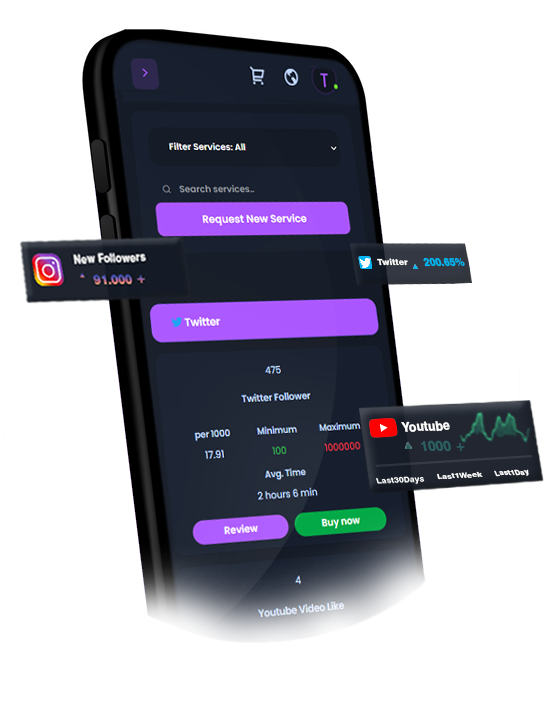 T
Filter Services: All
Search services..
Request New Service
New Followers
91.000 +
Twitter 200.65%
Twitter
475
Twitter Follower
per 1000 Minimum Maximum
17.91 100 1000000
Avg. Time
2 hours 6 min
Review Buy now
Youtube
1000 +
Last30Days Last1Week Last1Day
4
Youtube Video Like